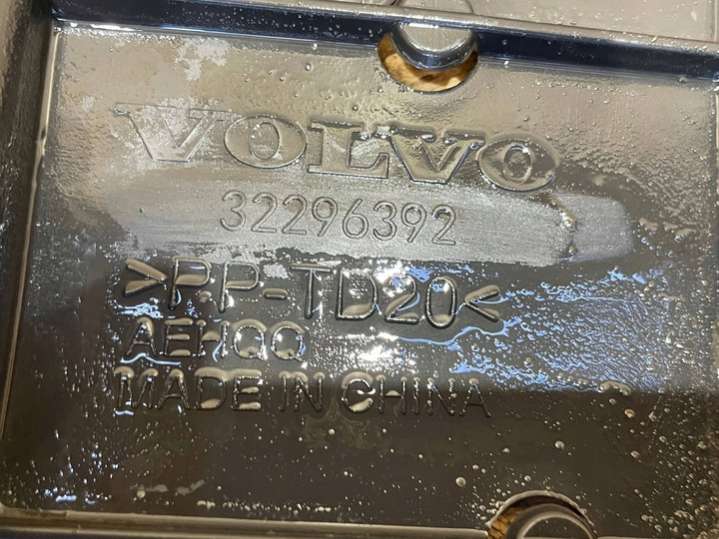 VOLVO
32296392
>PP-TD20<
AEHQQ
MADE IN CHINA